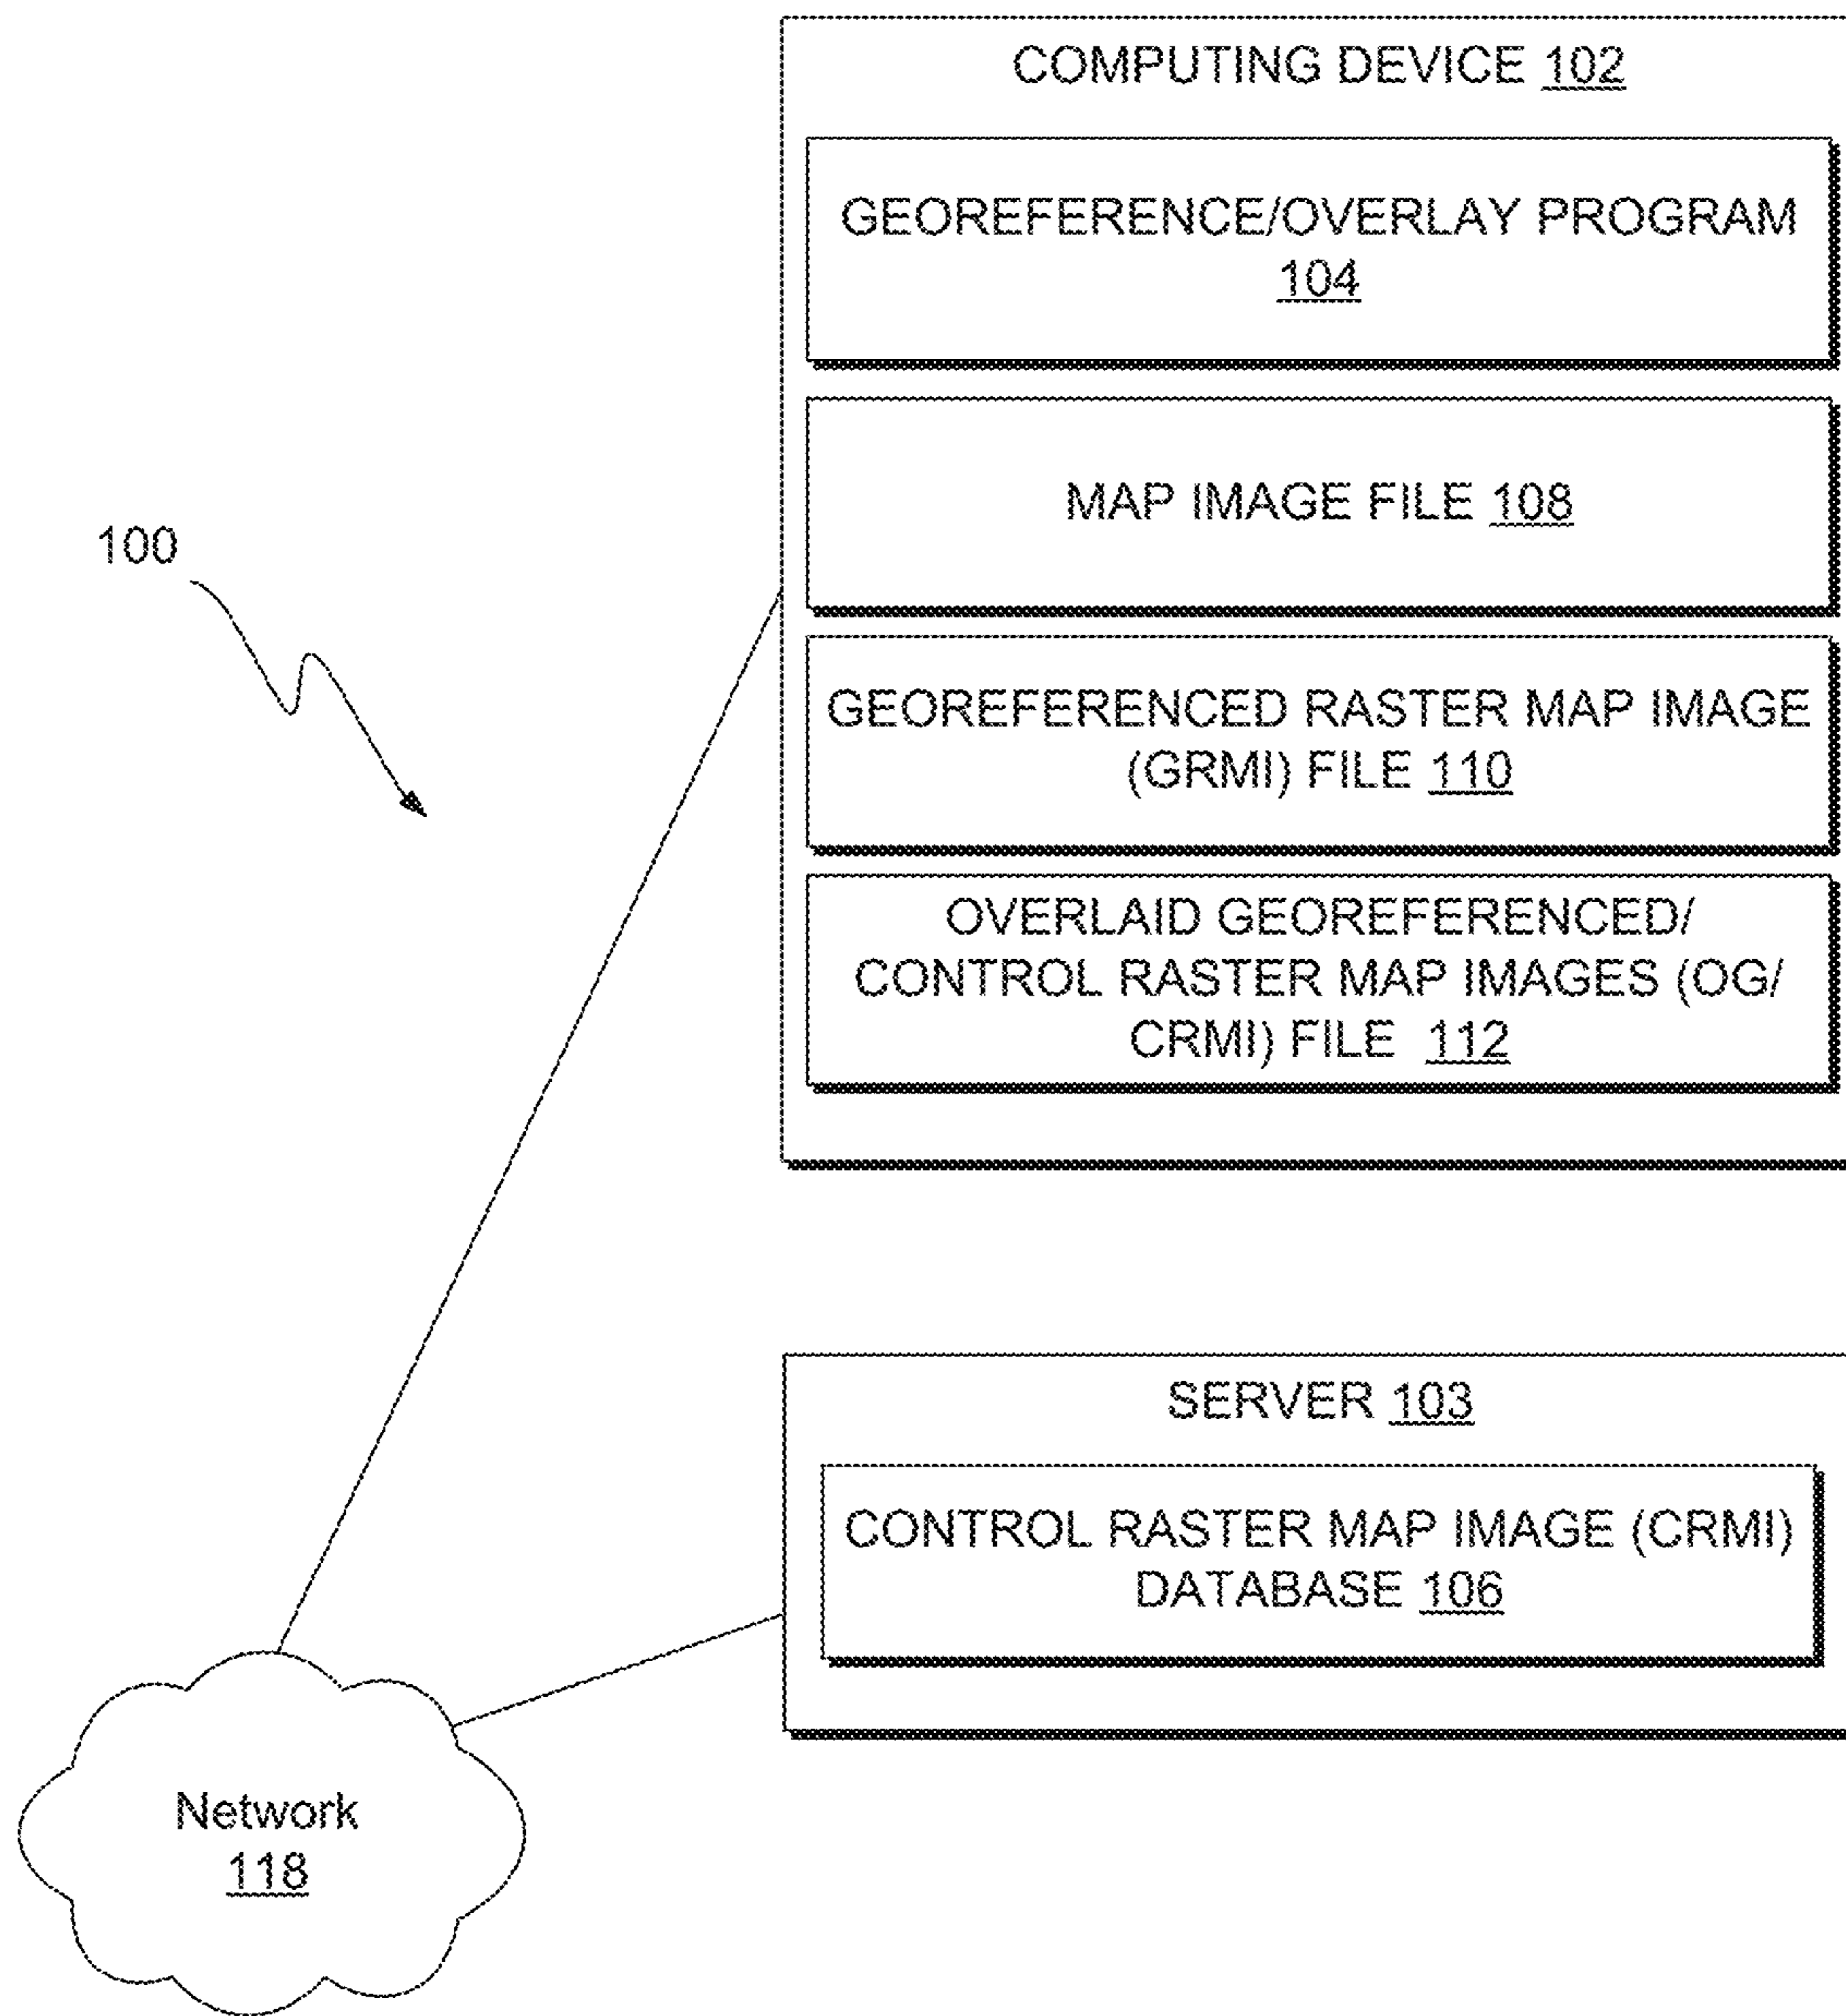 COMPUTING DEVICE 102
GEOREFERENCE/OVERLAY PROGRAM
104
MAP IMAGE FILE 108
100
GEOREFERENCED RASTER MAP IMAGE
(GRMI) FILE 110
OVERLAID GEOREFERENCED/
CONTROL RASTER MAP IMAGES (OG/
CRMI) FILE 112
SERVER 103
CONTROL RASTER MAP IMAGE (CRMI)
DATABASE 106
Network
118